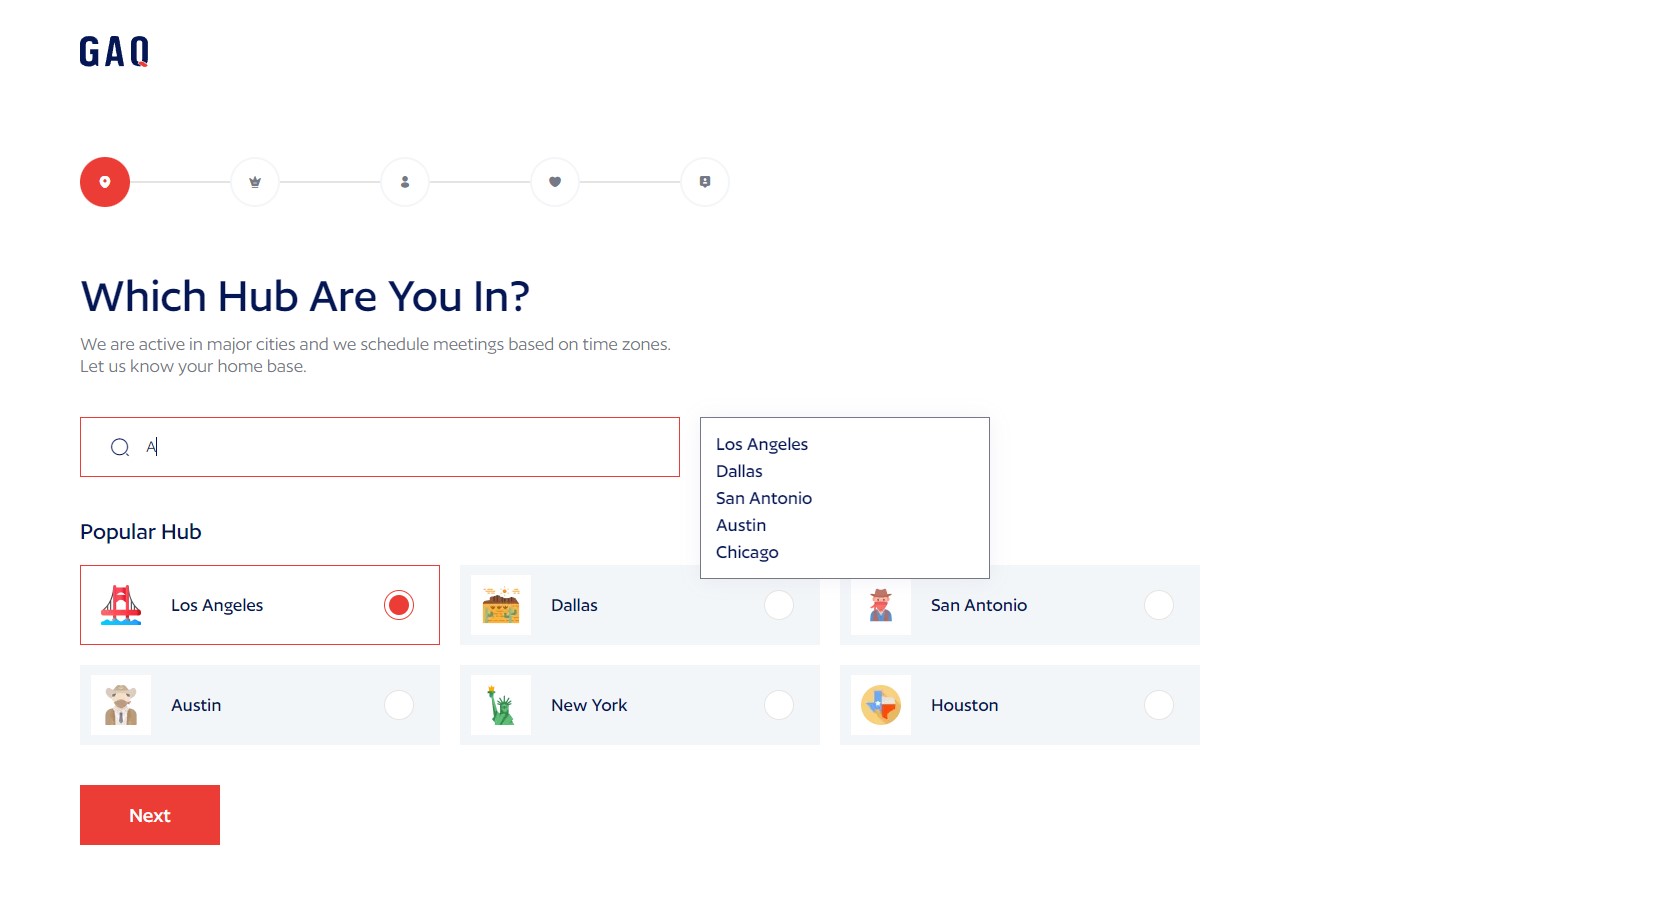 GAQ
Which Hub Are You In?
We are active in major cities and we schedule meetings based on time zones.
Let us know your home base.
A
Los Angeles
Dallas
San Antonio
Austin
Chicago
Popular Hub
Los Angeles
Dallas
San Antonio
Austin
New York
Houston
Next